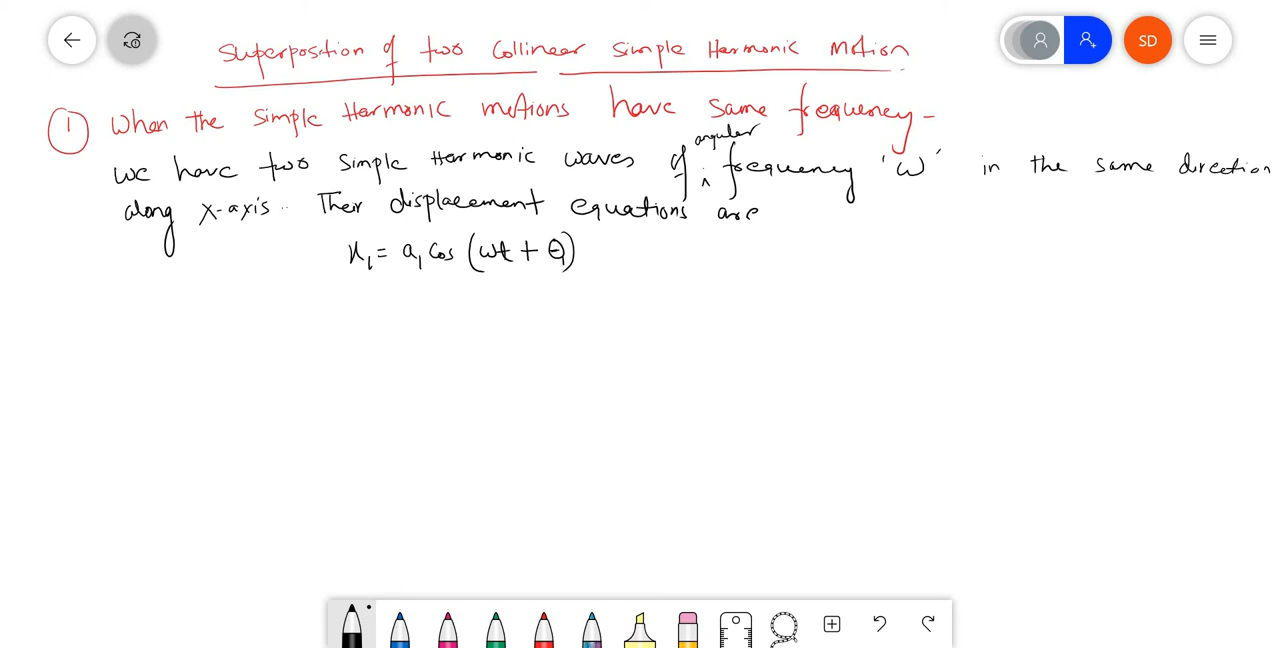 SD
Superposition of two Collinear Simple Harmonic Motion
① When the Simple Harmonic motions have same frequency -
We have two Simple Harmonic waves of angular frequency 'ω' in the same direction
along X-axis. Their displacement equations are
x₁ = a₁ cos (ωt + θ₁)